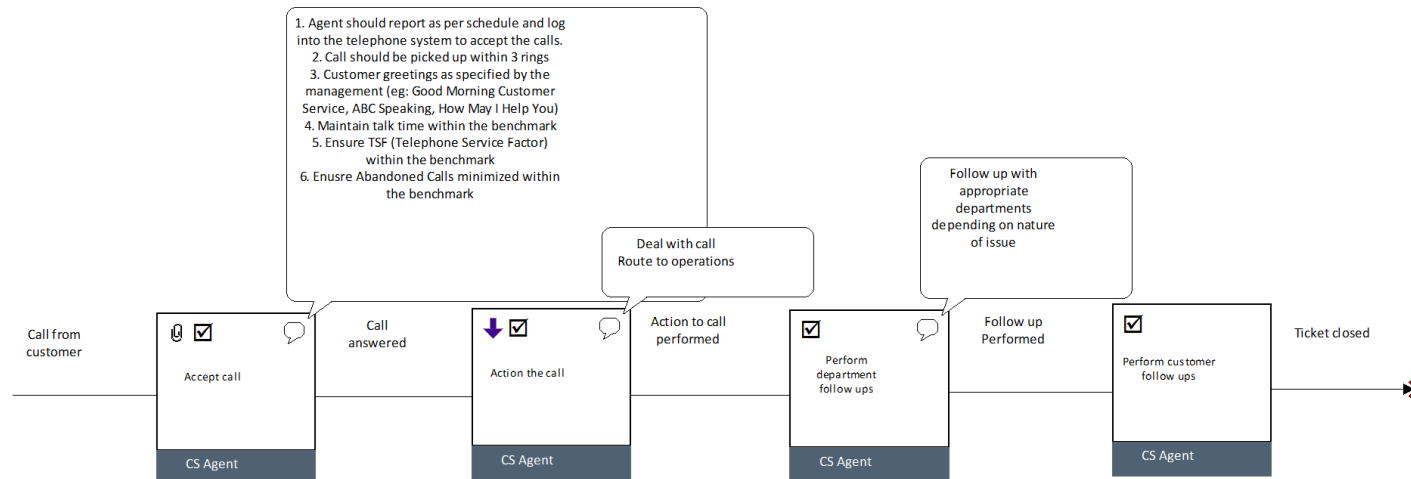 1. Agent should report as per schedule and log
into the telephone system to accept the calls.
2. Call should be picked up within 3 rings
3. Customer greetings as specified by the
management (eg: Good Morning Customer
Service, ABC Speaking, How May I Help You)
4. Maintain talk time within the benchmark
5. Ensure TSF (Telephone Service Factor)
within the benchmark
6. Enusre Abandoned Calls minimized within
the benchmark
Deal with call
Route to operations
Follow up with
appropriate
departments
depending on nature
of issue
Call from
customer
Accept call
CS Agent
Call
answered
Action the call
CS Agent
Action to call
performed
Perform
department
follow ups
CS Agent
Follow up
Performed
Perform customer
follow ups
CS Agent
Ticket closed